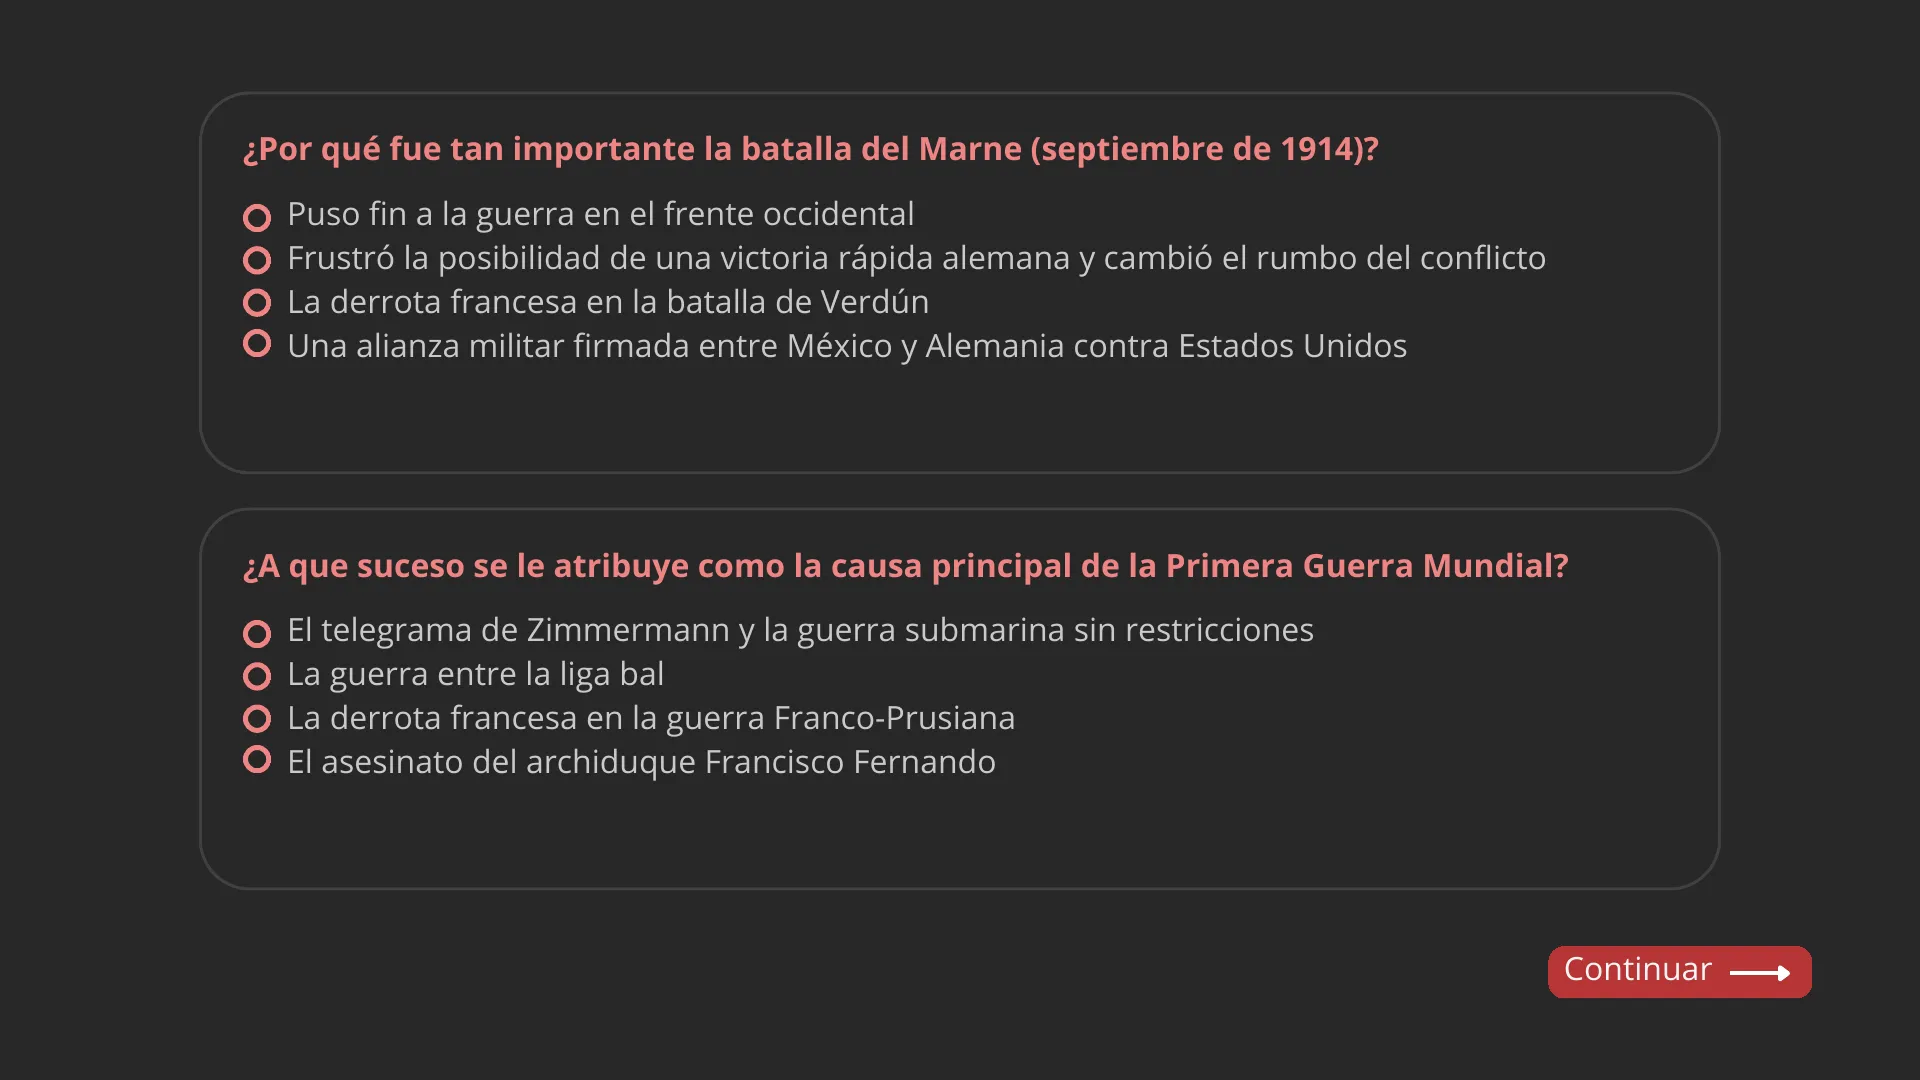 ¿Por qué fue tan importante la batalla del Marne (septiembre de 1914)?
Puso fin a la guerra en el frente occidental
Frustró la posibilidad de una victoria rápida alemana y cambió el rumbo del conflicto
La derrota francesa en la batalla de Verdún
Una alianza militar firmada entre México y Alemania contra Estados Unidos
¿A que suceso se le atribuye como la causa principal de la Primera Guerra Mundial?
El telegrama de Zimmermann y la guerra submarina sin restricciones
La guerra entre la liga bal
La derrota francesa en la guerra Franco-Prusiana
El asesinato del archiduque Francisco Fernando
Continuar